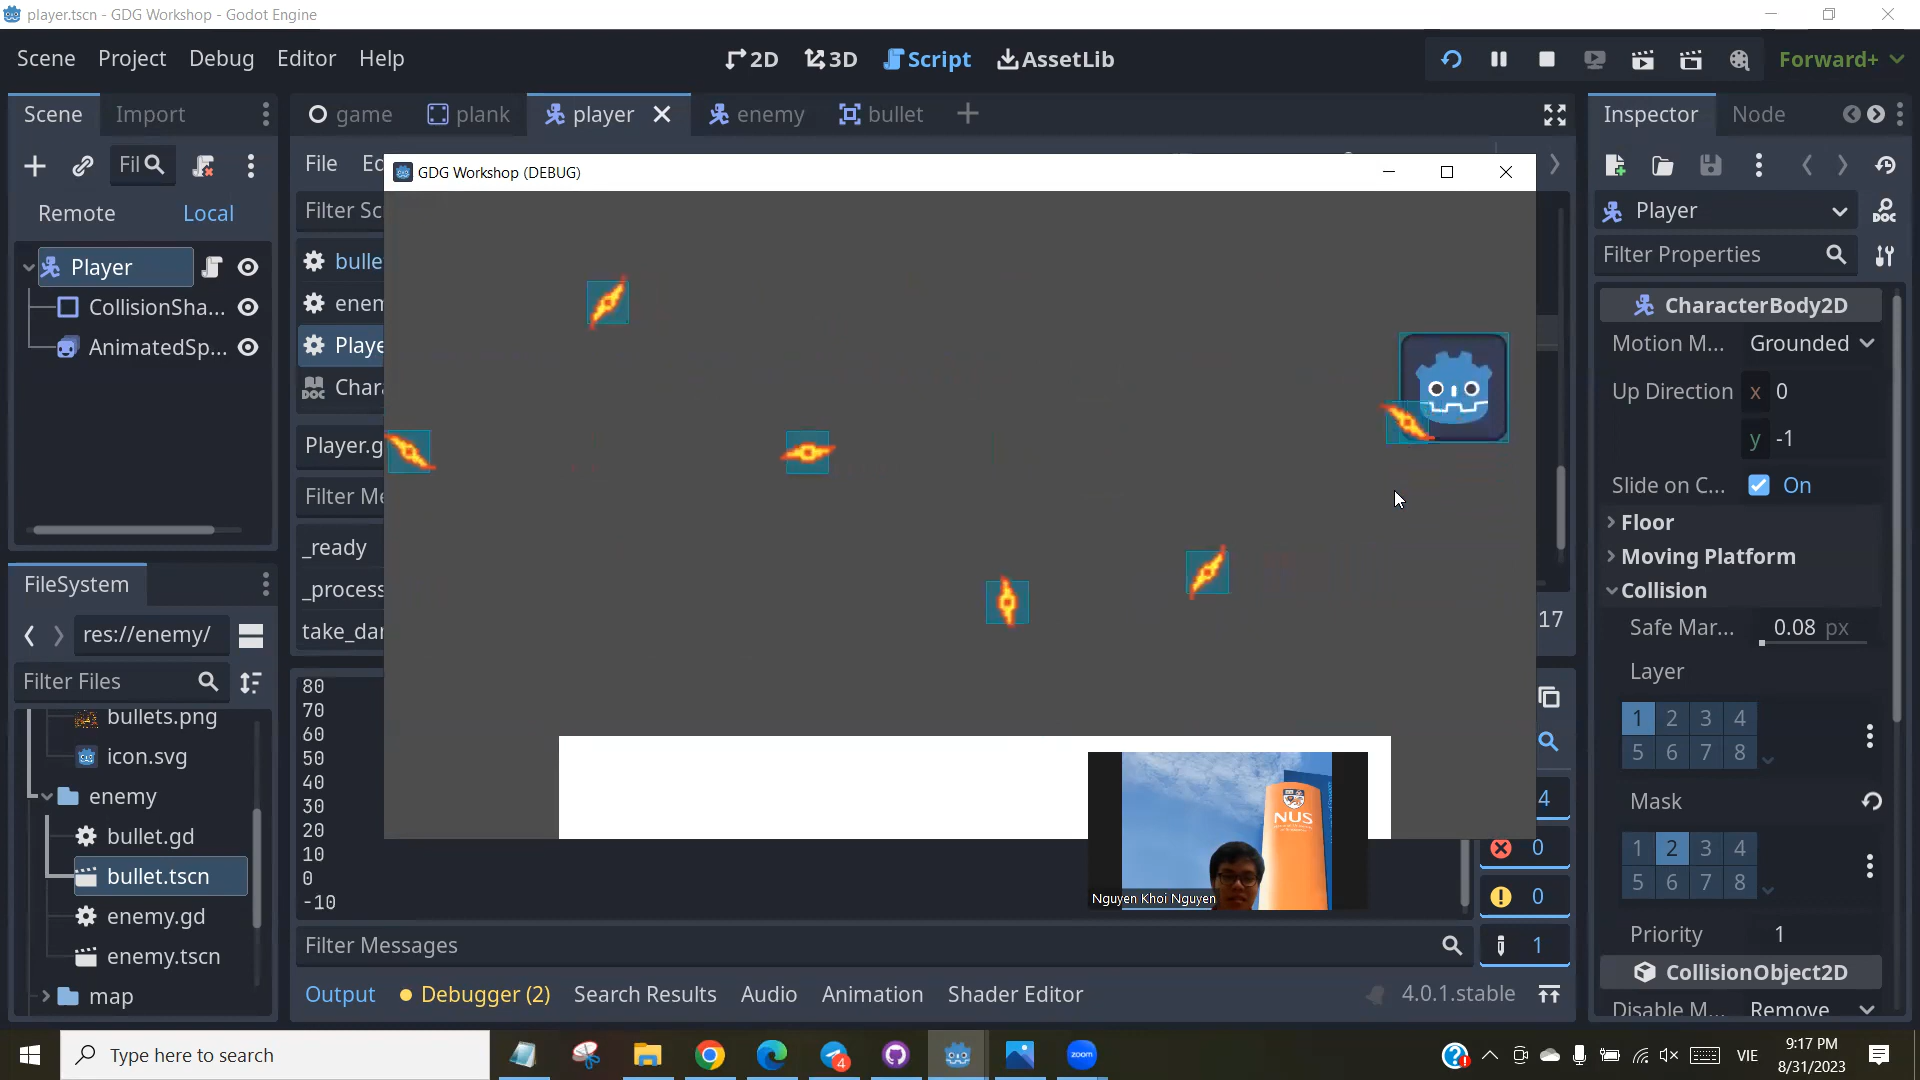 player.tscn - GDG Workshop - Godot Engine
Scene Project Debug Editor Help
2D 3D Script AssetLib
Forward+
Scene Import
game plank player enemy bullet
Inspector Node
Fil
File Ed
GDG Workshop (DEBUG)
Remote Local
Filter Sc
Player
DOC
Player
Filter Properties
bulle
CollisionSha...
enem
CharacterBody2D
AnimatedSp...
Playe
Motion M... Grounded
DOC Chara
Up Direction x 0
y -1
Player.g
Slide on C... On
Filter Me
Floor
_ready
Moving Platform
FileSystem
_process
Collision
res://enemy/
take_dar
17
Safe Mar... 0.08 px
Filter Files
Layer
80
bullets.png
70
1 2 3 4
60
5 6 7 8
icon.svg
50
40
enemy
30
4
Mask
20
bullet.gd
10
0
1 2 3 4
bullet.tscn
0
5 6 7 8
-10
0
NUS
Nguyen Khoi Nguyen
enemy.gd
Priority 1
Filter Messages
1
enemy.tscn
CollisionObject2D
map
Output Debugger (2) Search Results Audio Animation Shader Editor
4.0.1.stable
Disable M... Remove
Type here to search
4
zoom
VIE
9:17 PM
8/31/2023